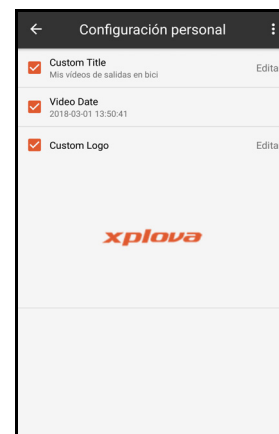 Configuración personal
Custom Title
Mis vídeos de salidas en bici
Edita
Video Date
2018-03-01 13:50:41
Custom Logo
Edita
xplova